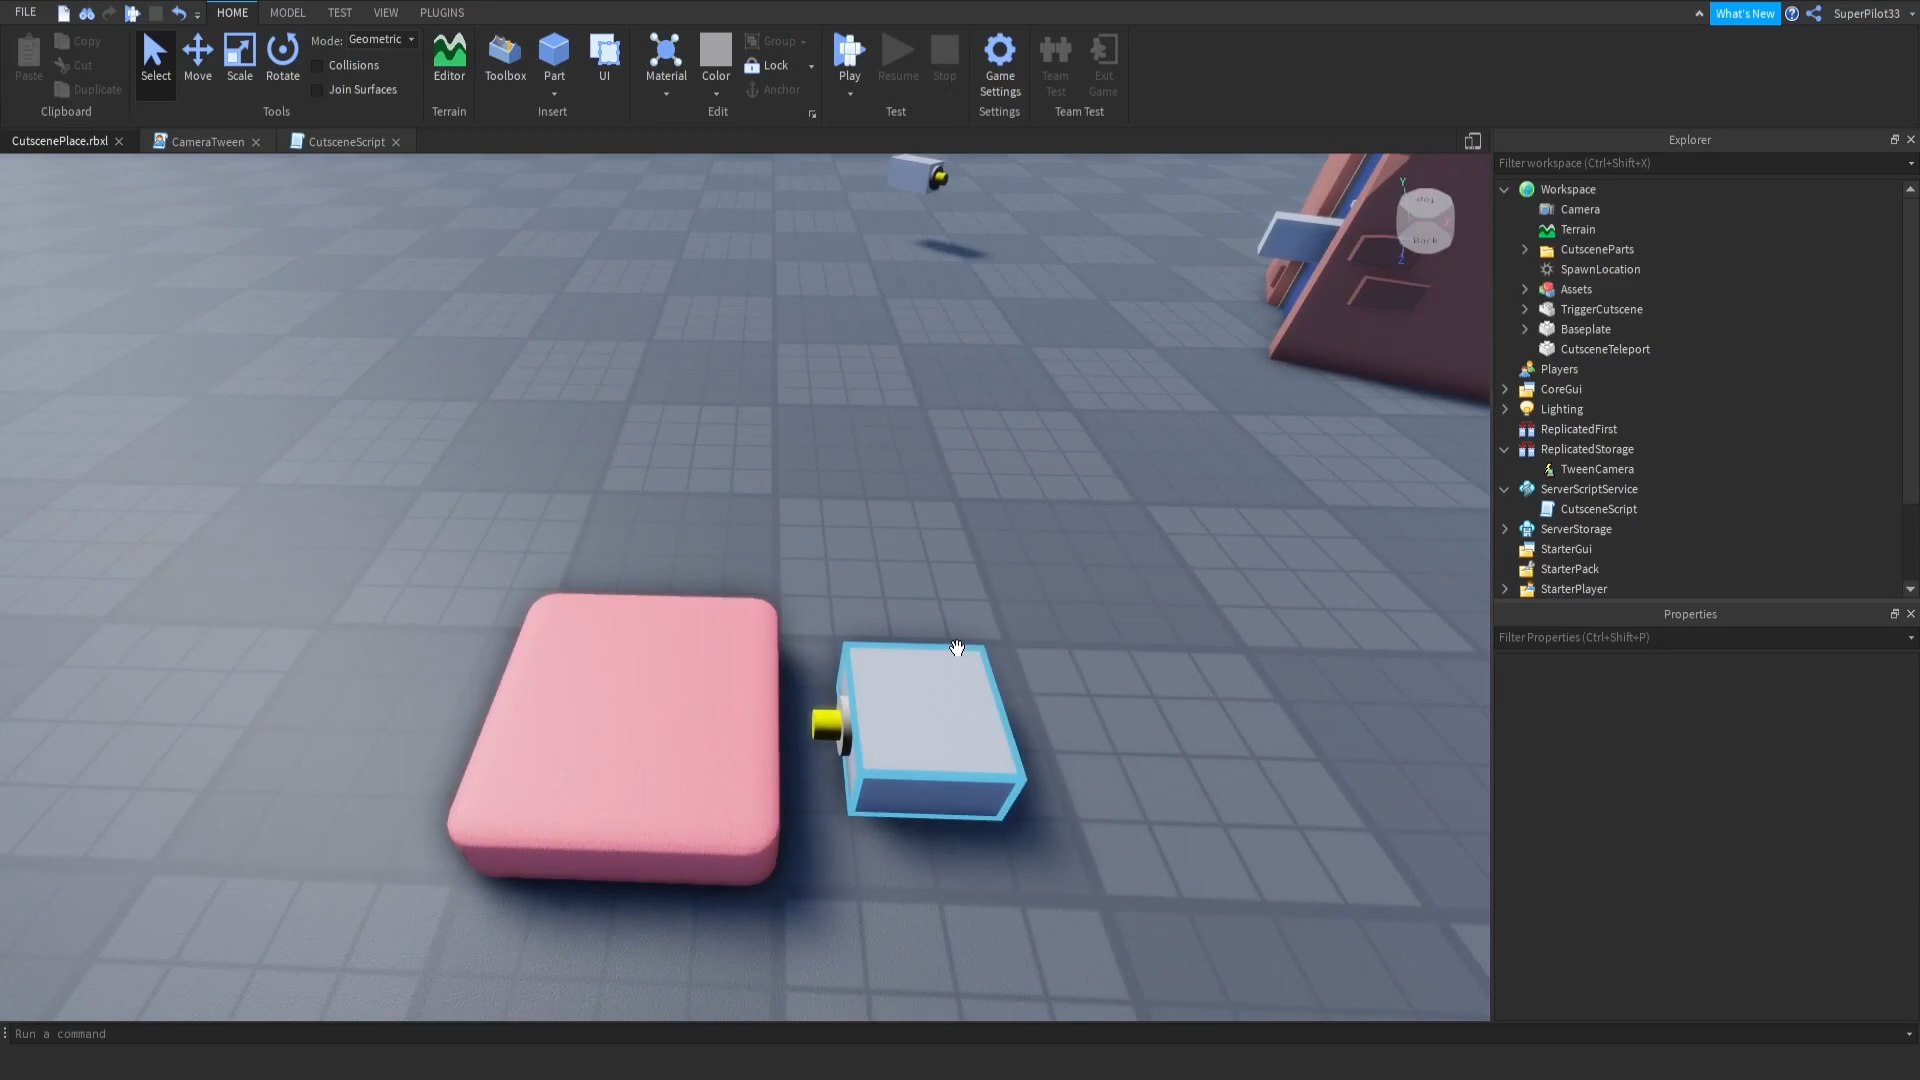 FILE HOME MODEL TEST VIEW PLUGINS What's New SuperPilot33
Paste Copy Cut Duplicate Clipboard
Select Move Scale Rotate Mode: Geometric Collisions Join Surfaces Tools
Editor Terrain
Toolbox Part UI Insert
Material Color Group Lock Anchor Edit
Play Resume Stop Test
Game Settings Settings
Team Test Exit Game Team Test
CutscenePlace.rbxl CameraTween CutsceneScript
Top
Back
Y
Z
Explorer
Filter workspace (Ctrl+Shift+X)
Workspace
Camera
Terrain
CutsceneParts
SpawnLocation
Assets
TriggerCutscene
Baseplate
CutsceneTeleport
Players
CoreGui
Lighting
ReplicatedFirst
ReplicatedStorage
TweenCamera
ServerScriptService
CutsceneScript
ServerStorage
StarterGui
StarterPack
StarterPlayer
Properties
Filter Properties (Ctrl+Shift+P)
Run a command